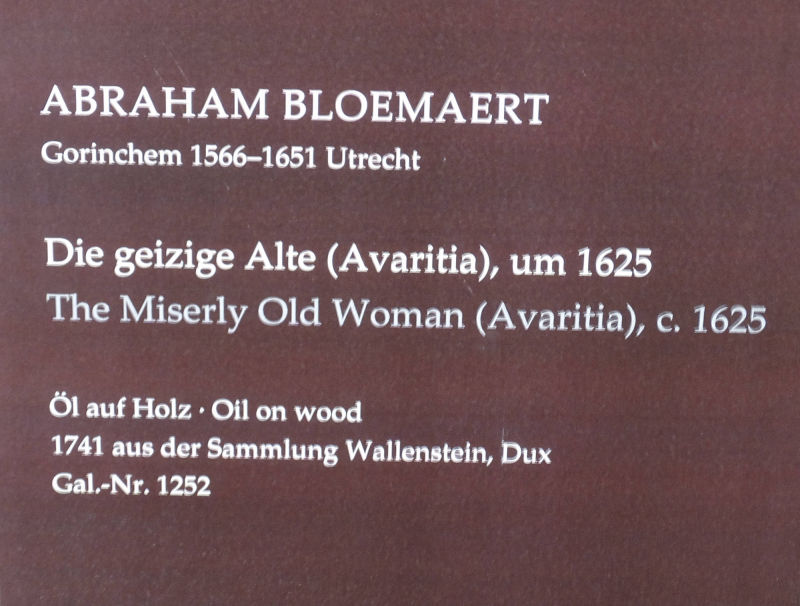 ABRAHAM BLOEMAERT
Gorinchem 1566–1651 Utrecht
Die geizige Alte (Avaritia), um 1625
The Miserly Old Woman (Avaritia), c. 1625
Öl auf Holz · Oil on wood
1741 aus der Sammlung Wallenstein, Dux
Gal.-Nr. 1252